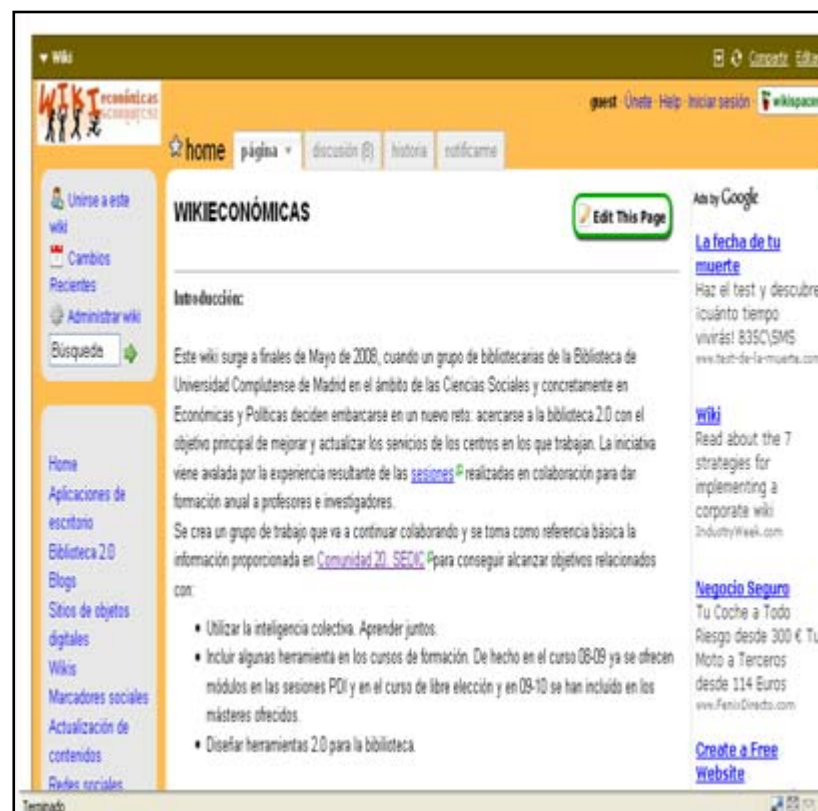 Wiki
Compartir Editar
WIKI económicas
guest · Únete · Help · Iniciar sesión · wikispaces
home página discusión (8) historia notificarme
Unirse a este
wiki
Cambios
Recientes
Administrar wiki
Búsqueda
Home
Aplicaciones de
escritorio
Biblioteca 2.0
Blogs
Sitios de objetos
digitales
Wikis
Marcadores sociales
Actualización de
contenidos
Redes sociales
WIKIECONÓMICAS
Edit This Page
Introducción:
Este wiki surge a finales de Mayo de 2008, cuando un grupo de bibliotecarias de la Biblioteca de
Universidad Complutense de Madrid en el ámbito de las Ciencias Sociales y concretamente en
Económicas y Políticas deciden embarcarse en un nuevo reto: acercarse a la biblioteca 2.0 con el
objetivo principal de mejorar y actualizar los servicios de los centros en los que trabajan. La iniciativa
viene avalada por la experiencia resultante de las sesiones realizadas en colaboración para dar
formación anual a profesores e investigadores.
Se crea un grupo de trabajo que va a continuar colaborando y se toma como referencia básica la
información proporcionada en Comunidad 20. SEDIC para conseguir alcanzar objetivos relacionados
con:
• Utilizar la inteligencia colectiva. Aprender juntos.
• Incluir algunas herramienta en los cursos de formación. De hecho en el curso 08-09 ya se ofrecen
módulos en las sesiones PDI y en el curso de libre elección y en 09-10 se han incluido en los
másteres ofrecidos.
• Diseñar herramientas 2.0 para la bibilioteca.
Ads by Google
La fecha de tu
muerte
Haz el test y descubre
¡cuánto tiempo
vivrás! B35C\SMS
www.test-de-la-muerte.com
Wiki
Read about the 7
strategies for
implementing a
corporate wiki
IndustryWeek.com
Negocio Seguro
Tu Coche a Todo
Riesgo desde 300 € Tu
Moto a Terceros
desde 114 Euros
www.FenixDirecto.com
Create a Free
Website
Terminado